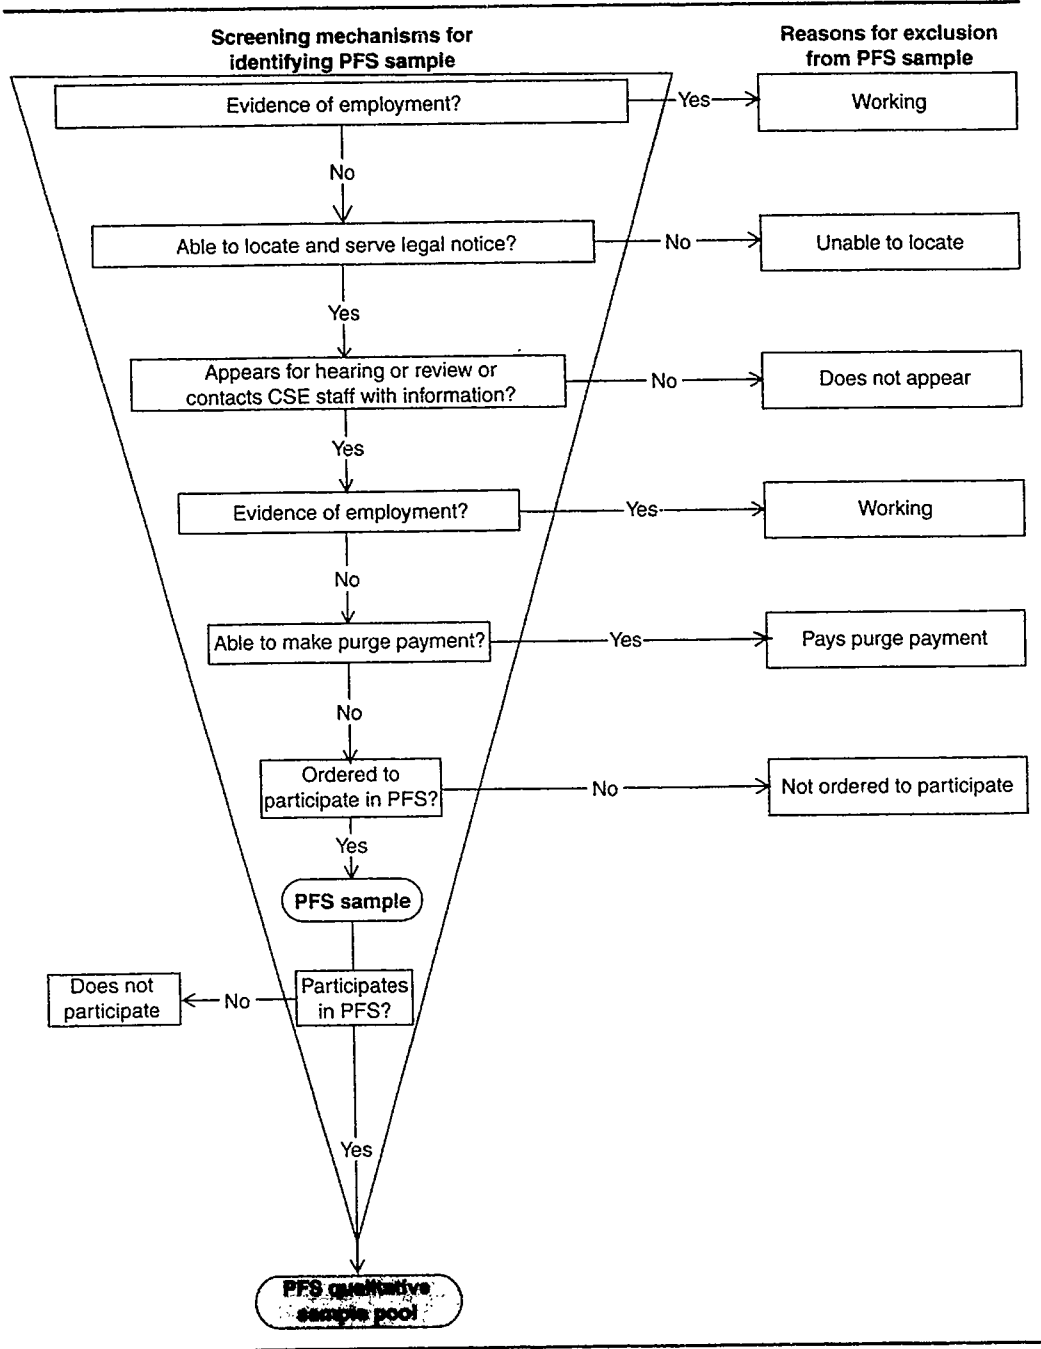 Screening mechanisms for
identifying PFS sample
Reasons for exclusion
from PFS sample
Evidence of employment?
Yes
Working
No
Able to locate and serve legal notice?
No
Unable to locate
Yes
Appears for hearing or review or
contacts CSE staff with information?
No
Does not appear
Yes
Evidence of employment?
Yes
Working
No
Able to make purge payment?
Yes
Pays purge payment
No
Ordered to
participate in PFS?
No
Not ordered to participate
Yes
PFS sample
Does not
participate
No
Participates
in PFS?
Yes
PFS qualitative
sample pool